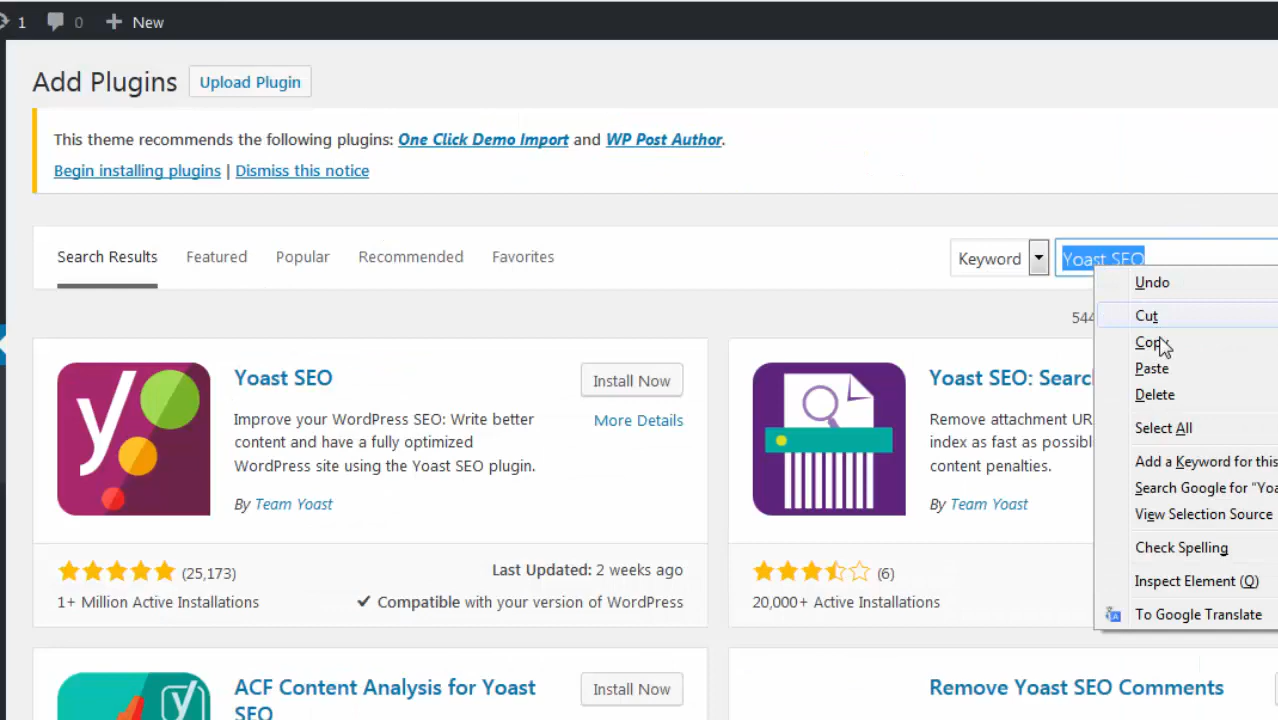 1 0 New
Add Plugins Upload Plugin
This theme recommends the following plugins: One Click Demo Import and WP Post Author.
Begin installing plugins | Dismiss this notice
Search Results Featured Popular Recommended Favorites Keyword Yoast SEO
544
Undo
Cut
Copy
Paste
Delete
Select All
Add a Keyword for this
Search Google for "Yoa
View Selection Source
Check Spelling
Inspect Element (Q)
To Google Translate
Yoast SEO
Install Now
More Details
Improve your WordPress SEO: Write better
content and have a fully optimized
WordPress site using the Yoast SEO plugin.
By Team Yoast
(25,173)
1+ Million Active Installations
Last Updated: 2 weeks ago
Compatible with your version of WordPress
Yoast SEO: Search
Remove attachment UR
index as fast as possibl
content penalties.
By Team Yoast
(6)
20,000+ Active Installations
ACF Content Analysis for Yoast
SEO
Install Now
Remove Yoast SEO Comments